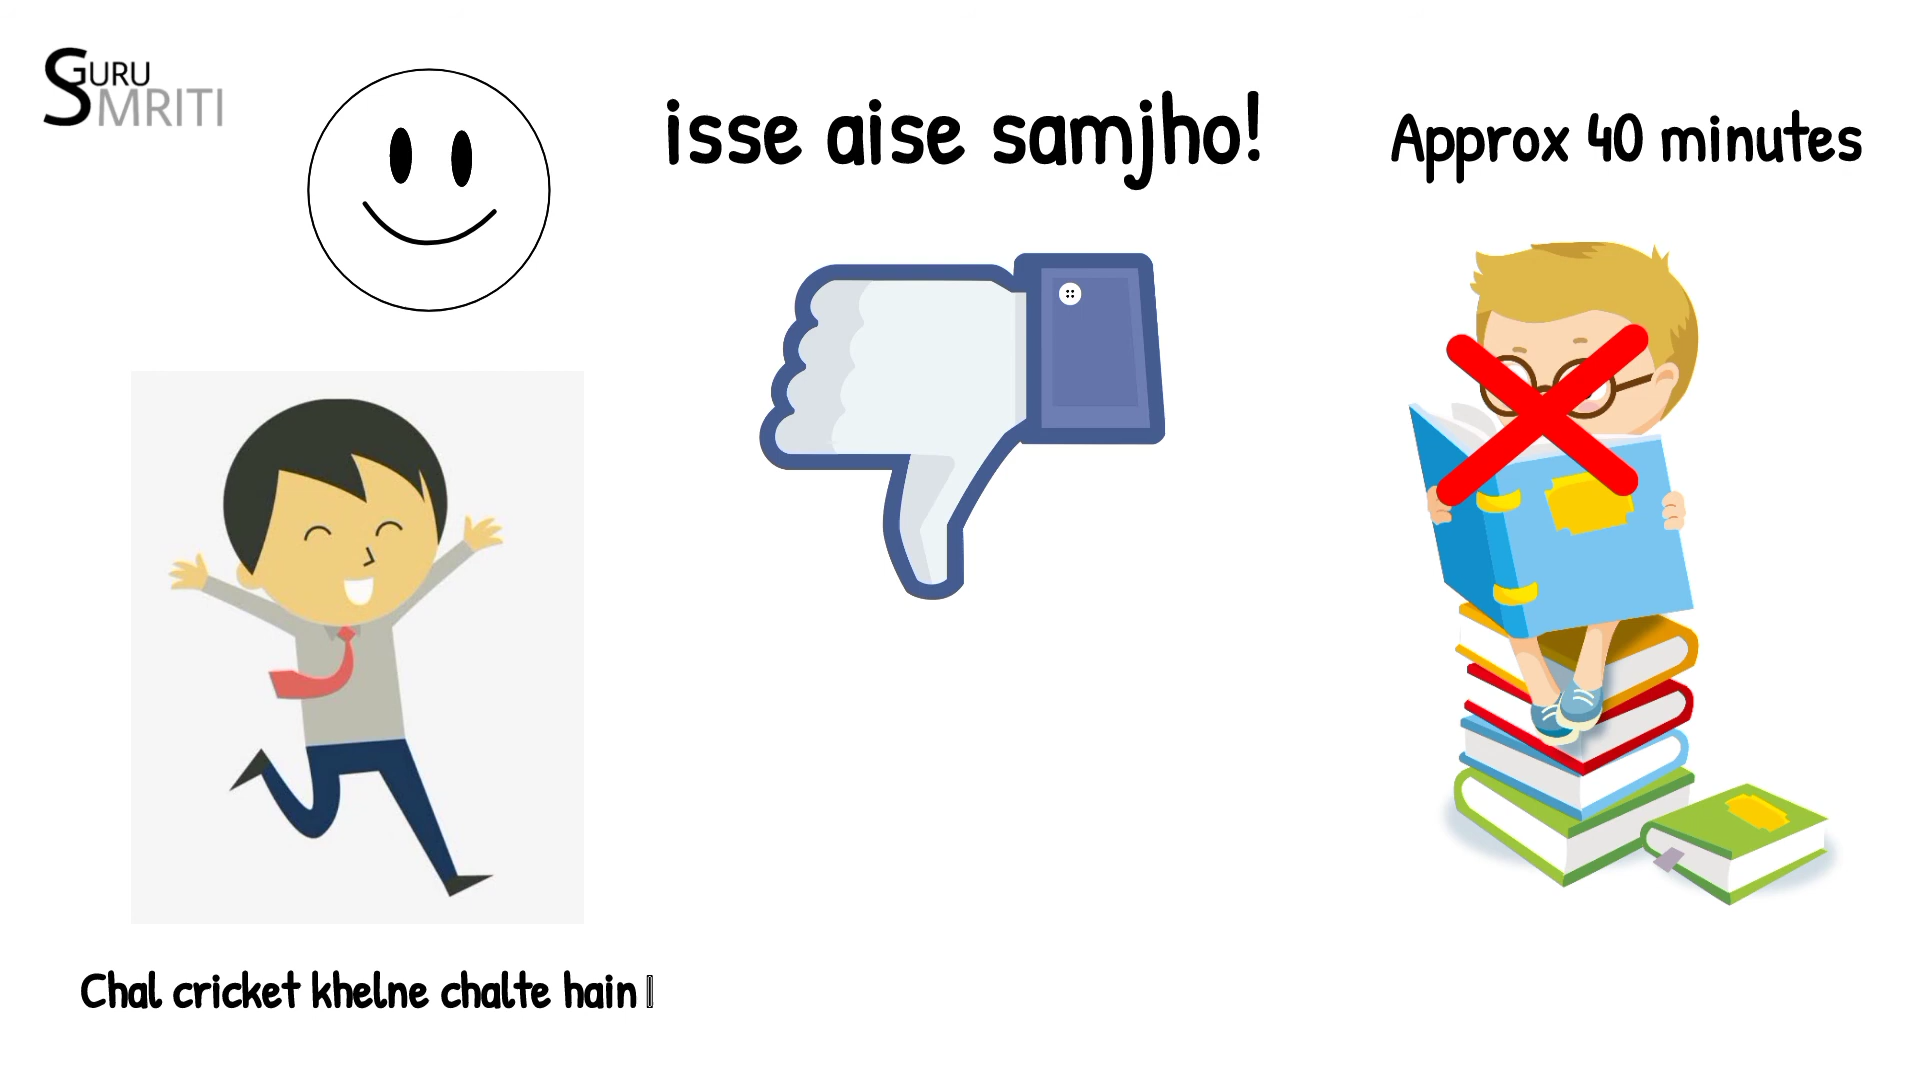 GURU
SMRITI
isse aise samjho!
Approx 40 minutes
Chal cricket khelne chalte hain